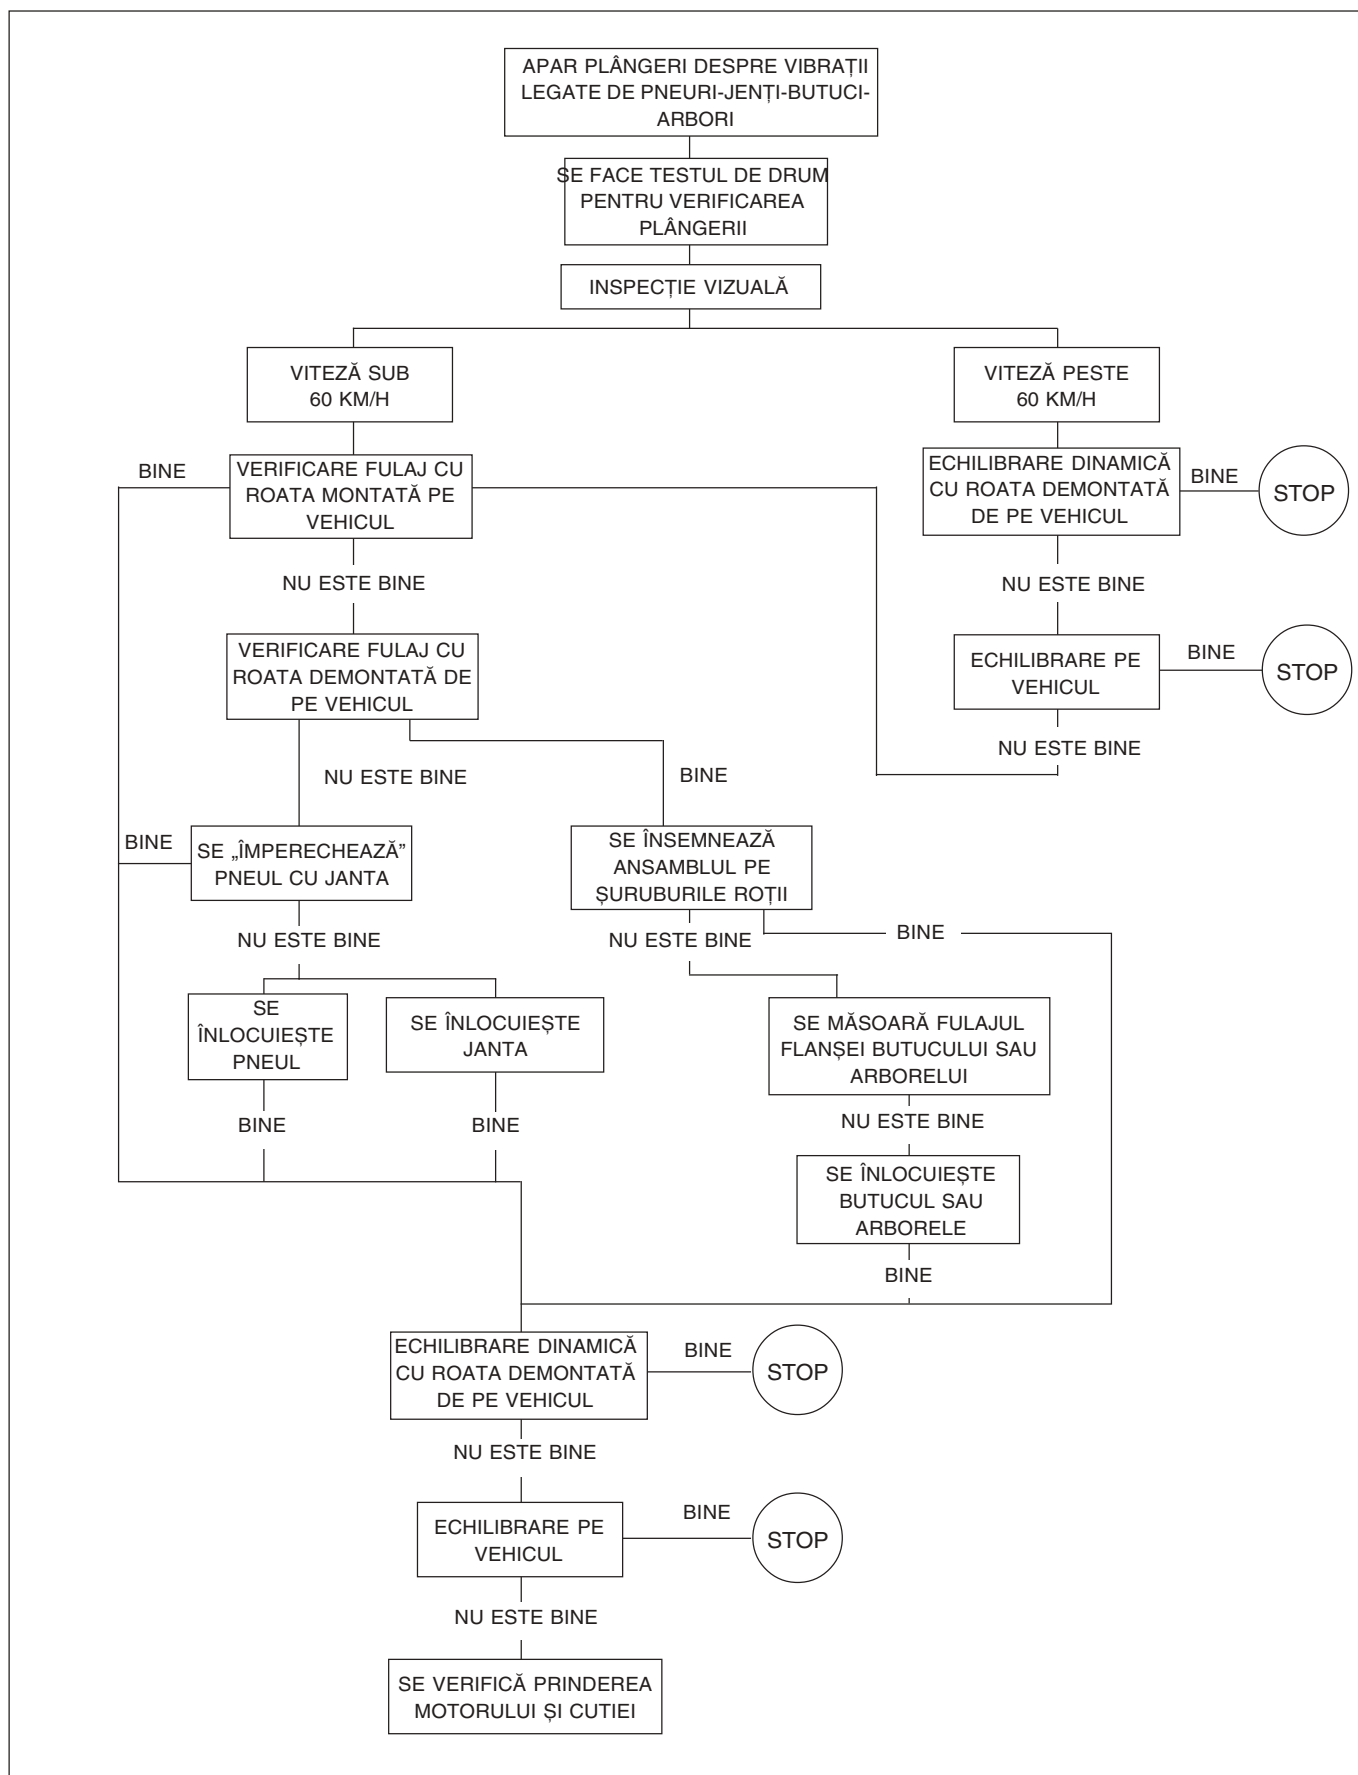 APAR PLÂNGERI DESPRE VIBRAȚII
LEGATE DE PNEURI-JENȚI-BUTUCI-
ARBORI
SE FACE TESTUL DE DRUM
PENTRU VERIFICAREA
PLÂNGERII
INSPECȚIE VIZUALĂ
VITEZĂ SUB
60 KM/H
VITEZĂ PESTE
60 KM/H
BINE
VERIFICARE FULAJ CU
ROATA MONTATĂ PE
VEHICUL
ECHILIBRARE DINAMICĂ
CU ROATA DEMONTATĂ
DE PE VEHICUL
BINE
STOP
NU ESTE BINE
NU ESTE BINE
VERIFICARE FULAJ CU
ROATA DEMONTATĂ DE
PE VEHICUL
ECHILIBRARE PE
VEHICUL
BINE
STOP
NU ESTE BINE
NU ESTE BINE
BINE
BINE
SE „ÎMPERECHEAZĂ”
PNEUL CU JANTA
SE ÎNSEMNEAZĂ
ANSAMBLUL PE
ȘURUBURILE ROȚII
NU ESTE BINE
NU ESTE BINE
BINE
SE
ÎNLOCUIEȘTE
PNEUL
SE ÎNLOCUIEȘTE
JANTA
SE MĂSOARĂ FULAJUL
FLANȘEI BUTUCULUI SAU
ARBORELUI
BINE
BINE
NU ESTE BINE
SE ÎNLOCUIEȘTE
BUTUCUL SAU
ARBORELE
BINE
ECHILIBRARE DINAMICĂ
CU ROATA DEMONTATĂ
DE PE VEHICUL
BINE
STOP
NU ESTE BINE
ECHILIBRARE PE
VEHICUL
BINE
STOP
NU ESTE BINE
SE VERIFICĂ PRINDEREA
MOTORULUI ȘI CUTIEI